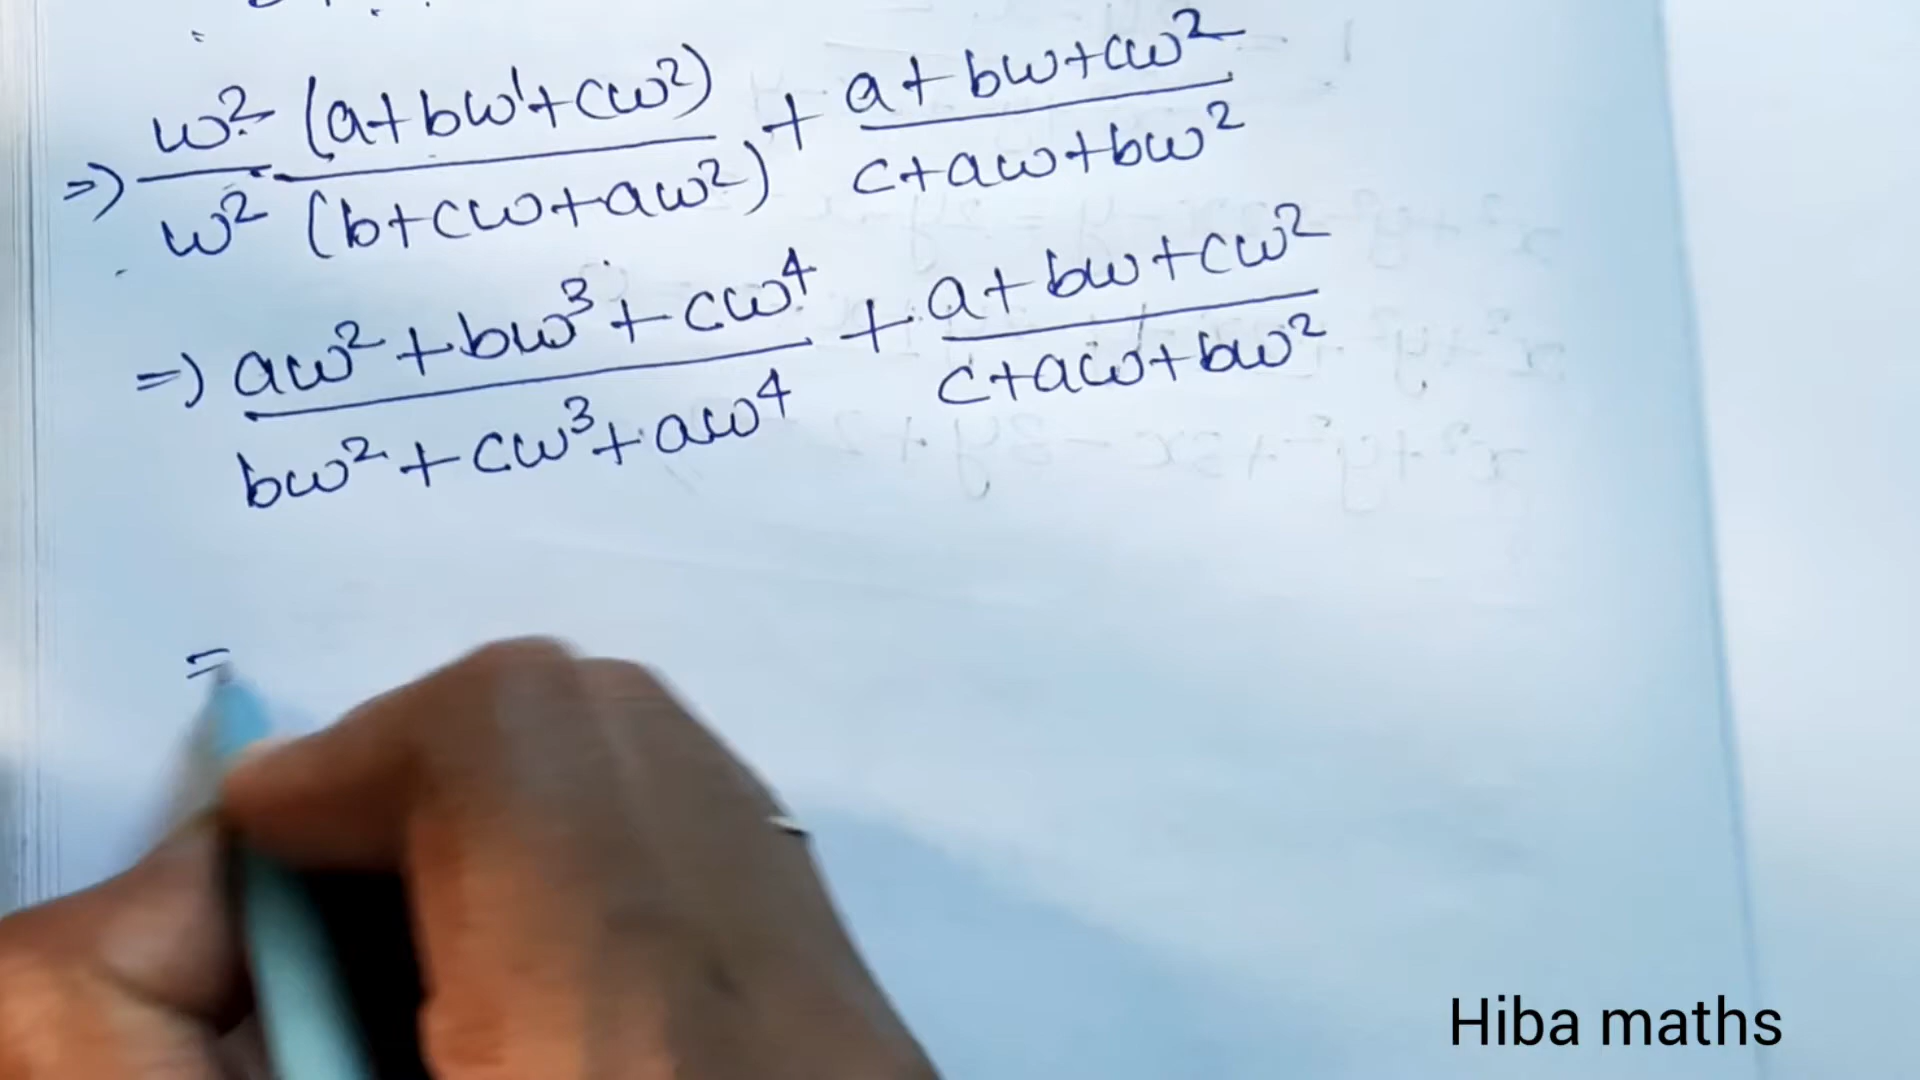 => ω² (a+bω¹+cω²) / ω² (b+cω+aω²) + a+bω+cω² / c+aω+bω²
=> aω²+bω³+cω⁴ / bω²+cω³+aω⁴ + a+bω+cω² / c+aω+bω²
=
Hiba maths